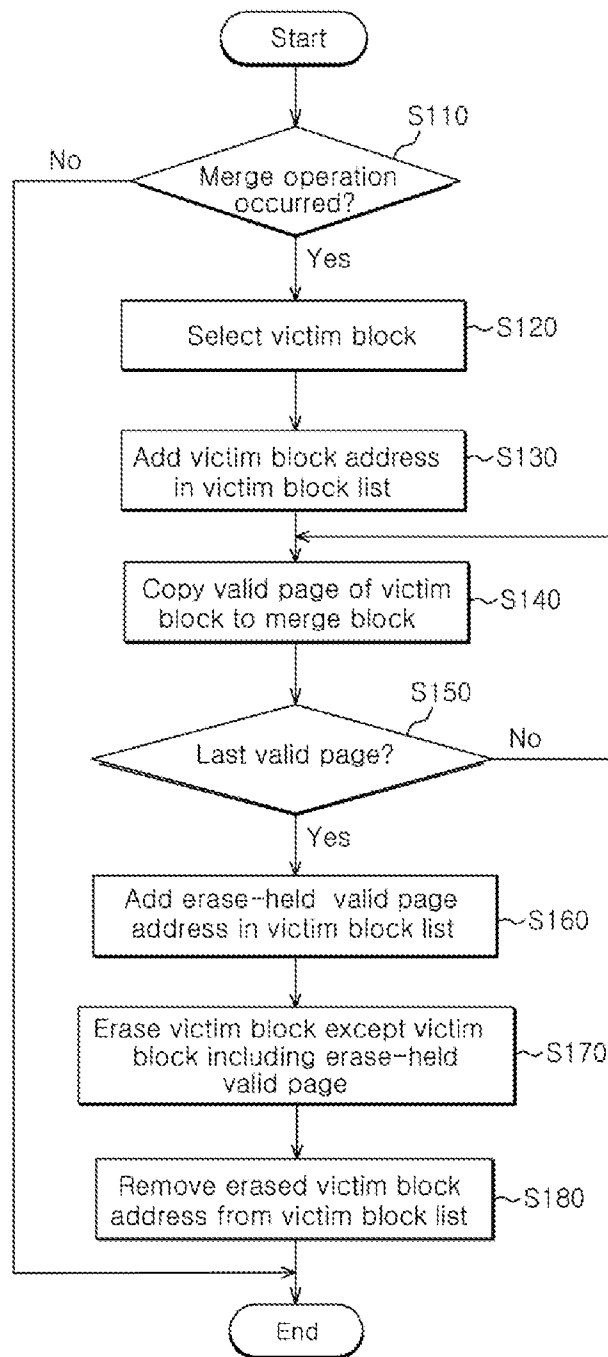 Start
S110
No
Merge operation
occurred?
Yes
Select victim block
S120
Add victim block address
in victim block list
S130
Copy valid page of victim
block to merge block
S140
S150
Last valid page?
No
Yes
Add erase-held valid page
address in victim block list
S160
Erase victim block except victim
block including erase-held
valid page
S170
Remove erased victim block
address from victim block list
S180
End